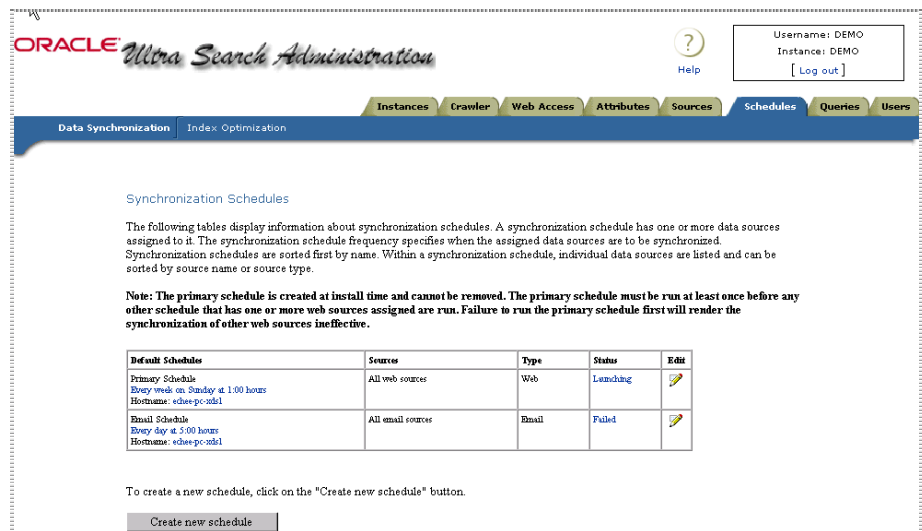 ORACLE Ultra Search Administration
Help
Username: DEMO
Instance: DEMO
[ Log out ]
Instances Crawler Web Access Attributes Sources Schedules Queries Users
Data Synchronization Index Optimization
Synchronization Schedules
The following tables display information about synchronization schedules. A synchronization schedule has one or more data sources
assigned to it. The synchronization schedule frequency specifies when the assigned data sources are to be synchronized.
Synchronization schedules are sorted first by name. Within a synchronization schedule, individual data sources are listed and can be
sorted by source name or source type.
Note: The primary schedule is created at install time and cannot be removed. The primary schedule must be run at least once before any
other schedule that has one or more web sources assigned are run. Failure to run the primary schedule first will render the
synchronization of other web sources ineffective.
Default Schedules Sources Type Status Edit
Primary Schedule All web sources Web Launching
Every week on Sunday at 1:00 hours
Hostname: echee-pc-xds1
Email Schedule All email sources Email Failed
Every day at 5:00 hours
Hostname: echee-pc-xds1
To create a new schedule, click on the "Create new schedule" button.
Create new schedule